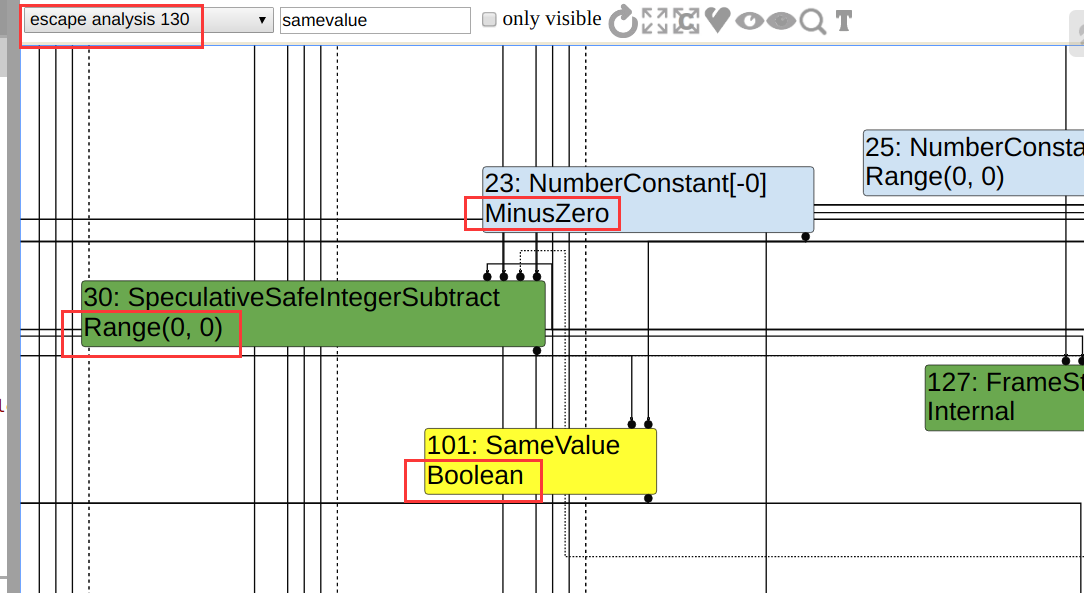 escape analysis 130
samevalue
only visible
25: NumberConsta
Range(0, 0)
23: NumberConstant[-0]
MinusZero
30: SpeculativeSafeIntegerSubtract
Range(0, 0)
127: FrameSt
Internal
101: SameValue
Boolean